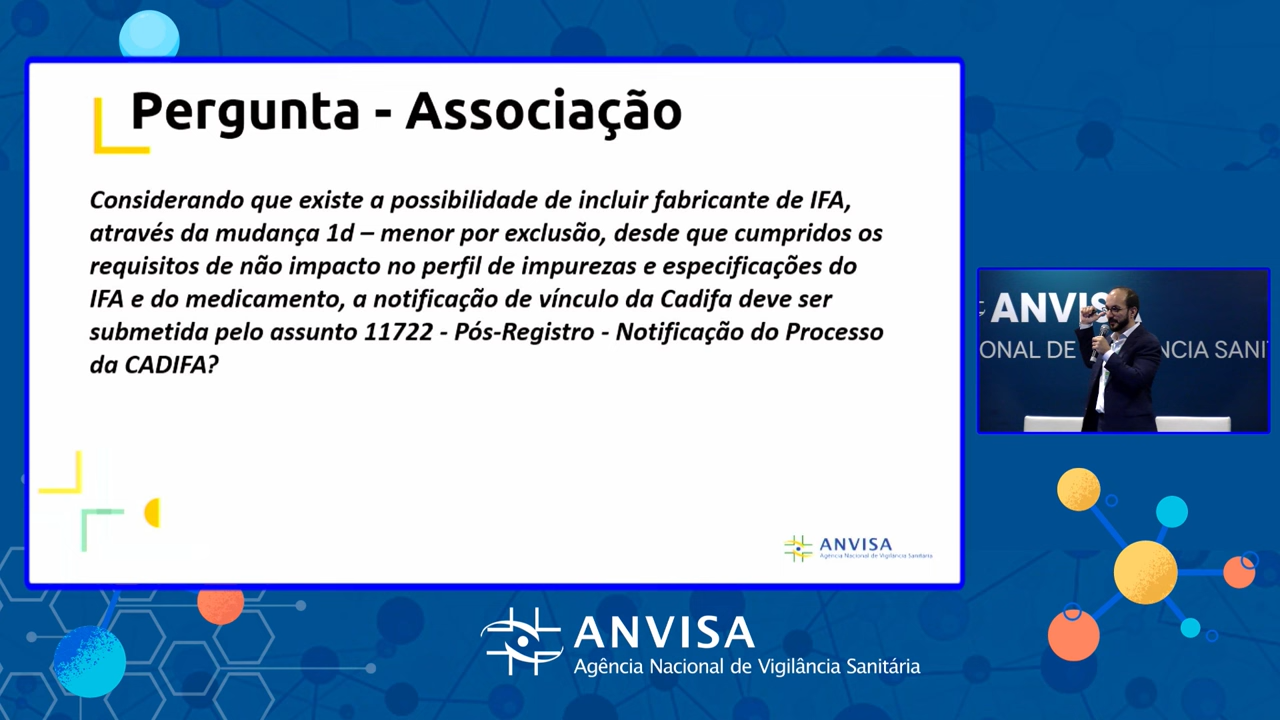 Pergunta - Associação
Considerando que existe a possibilidade de incluir fabricante de IFA,
através da mudança 1d – menor por exclusão, desde que cumpridos os
requisitos de não impacto no perfil de impurezas e especificações do
IFA e do medicamento, a notificação de vínculo da Cadifa deve ser
submetida pelo assunto 11722 - Pós-Registro - Notificação do Processo
da CADIFA?
ANVISA
Agência Nacional de Vigilância Sanitária
ANVIS
ONAL DE NCIA SANI
ANVISA
Agência Nacional de Vigilância Sanitária